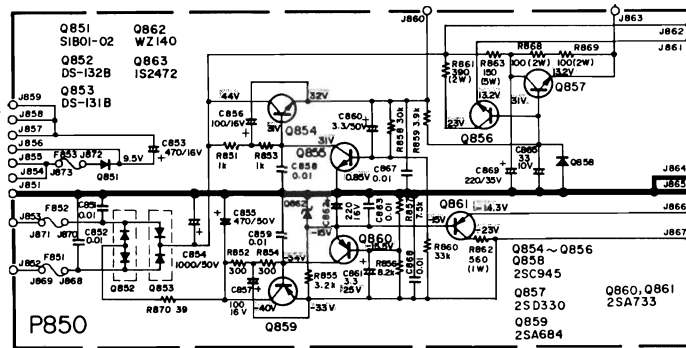 Q851
S1B01-02
Q852
DS-132B
Q853
DS-131B
Q862
WZ140
Q863
1S2472
J860
J863
J862
J861
R861
390
(2W)
R863
150
(5W)
R868
100(2W)
R869
100(2W)
13.2V
Q857
13.2V
31V
23V
Q856
J859
J858
J857
J856
J855
J854
J851
F853
J872
J873
9.5V
Q851
C853
470/16V
44V
32V
C856
100/16V
31V
Q854
C860
3.3/50V
R858 30k
R859 3.9k
R851
1k
R853
1k
31V
Q855
0.85V
C858
0.01
C867
0.01
C869
220/35V
C865
33
10V
Q858
J864
J865
J866
J867
J853
F852
J871
J870
C851
0.01
C852
0.01
C854
1000/50V
C855
470/50V
Q862
-15V
220
16V
C863
0.01
R857
7.5k
Q861
-14.3V
-15V
-23V
C859
0.01
Q860
-15.5V
R852
300
R854
300
-34V
R855
3.2k
C861
3.3
25V
R856
8.2k
C868
0.01
R860
33k
R862
560
(1W)
J852
F851
J869
J868
Q852
Q853
R870 39
C857
100
16V
-40V
-33V
Q859
P850
Q854~Q856
Q858
2SC945
Q857
2SD330
Q859
2SA684
Q860,Q861
2SA733